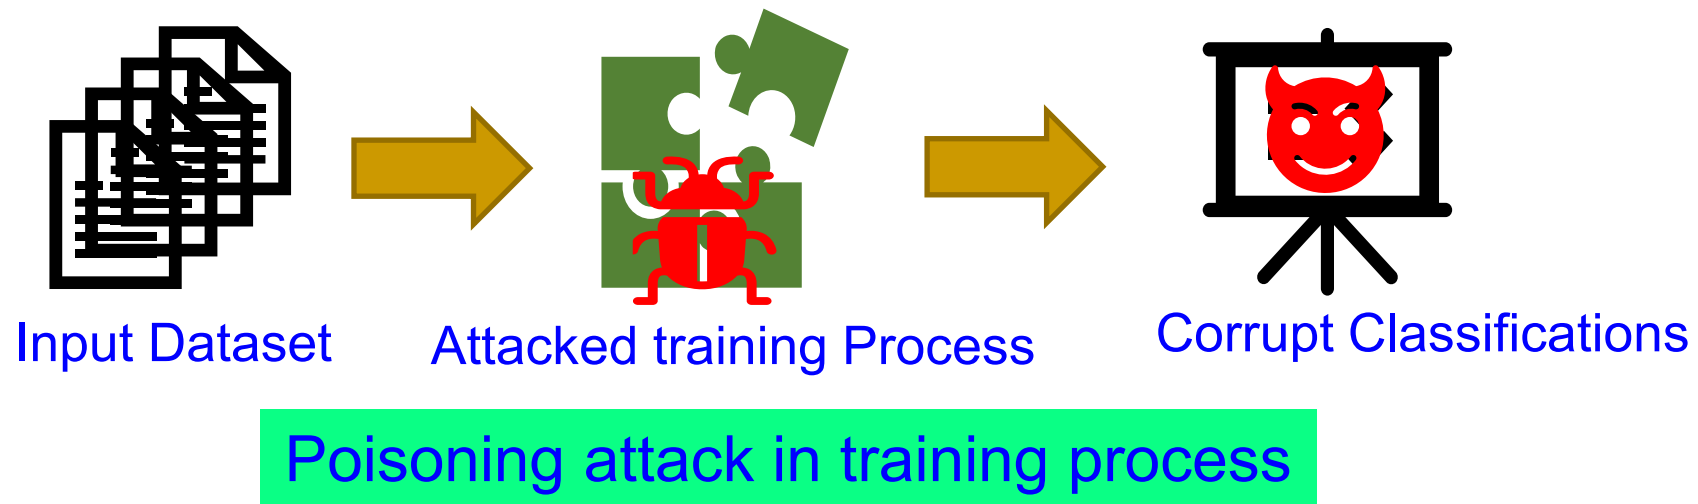 Input Dataset
Attacked training Process
Corrupt Classifications
Poisoning attack in training process